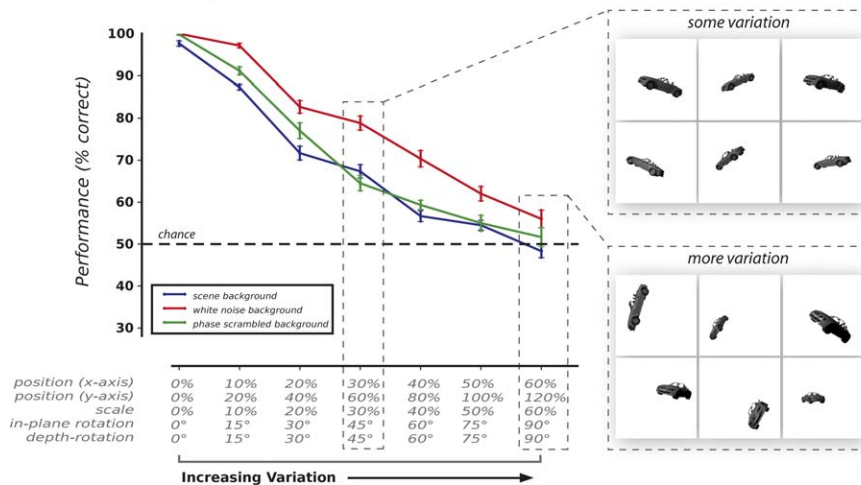 some variation
100
90
80
70
60
50
40
30
Performance (% correct)
chance
scene background
white noise background
phase scrambled background
more variation
position (x-axis) 0% 10% 20% 30% 40% 50% 60%
position (y-axis) 0% 20% 40% 60% 80% 100% 120%
scale 0% 10% 20% 30% 40% 50% 60%
in-plane rotation 0° 15° 30° 45° 60° 75° 90°
depth-rotation 0° 15° 30° 45° 60° 75° 90°
Increasing Variation